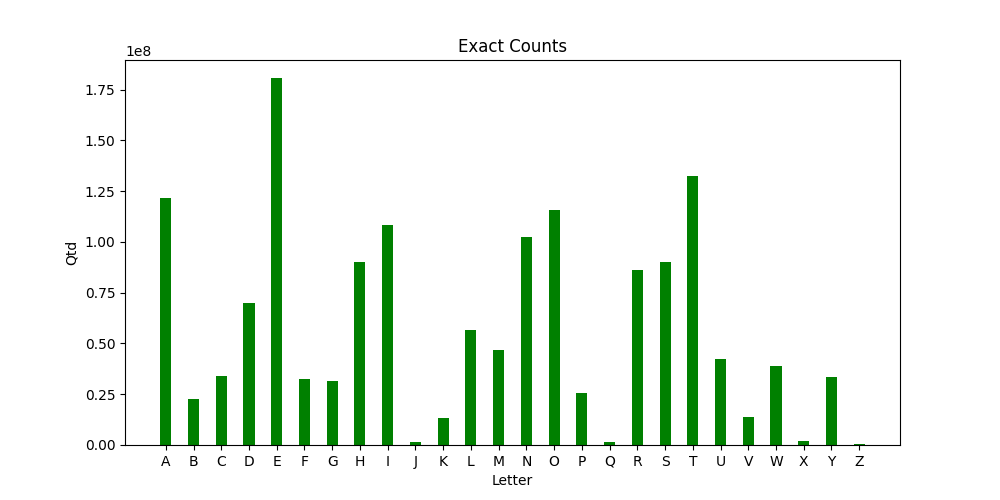 Exact Counts
1e8
1.75
1.50
1.25
1.00
0.75
0.50
0.25
0.00
Qtd
A B C D E F G H I J K L M N O P Q R S T U V W X Y Z
Letter